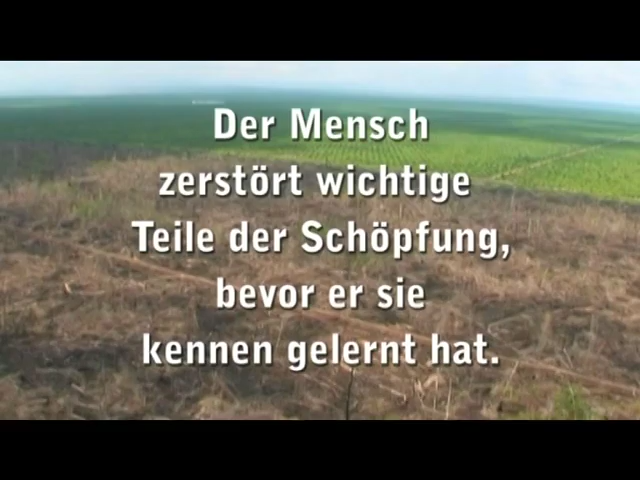 Der Mensch
zerstört wichtige
Teile der Schöpfung,
bevor er sie
kennen gelernt hat.